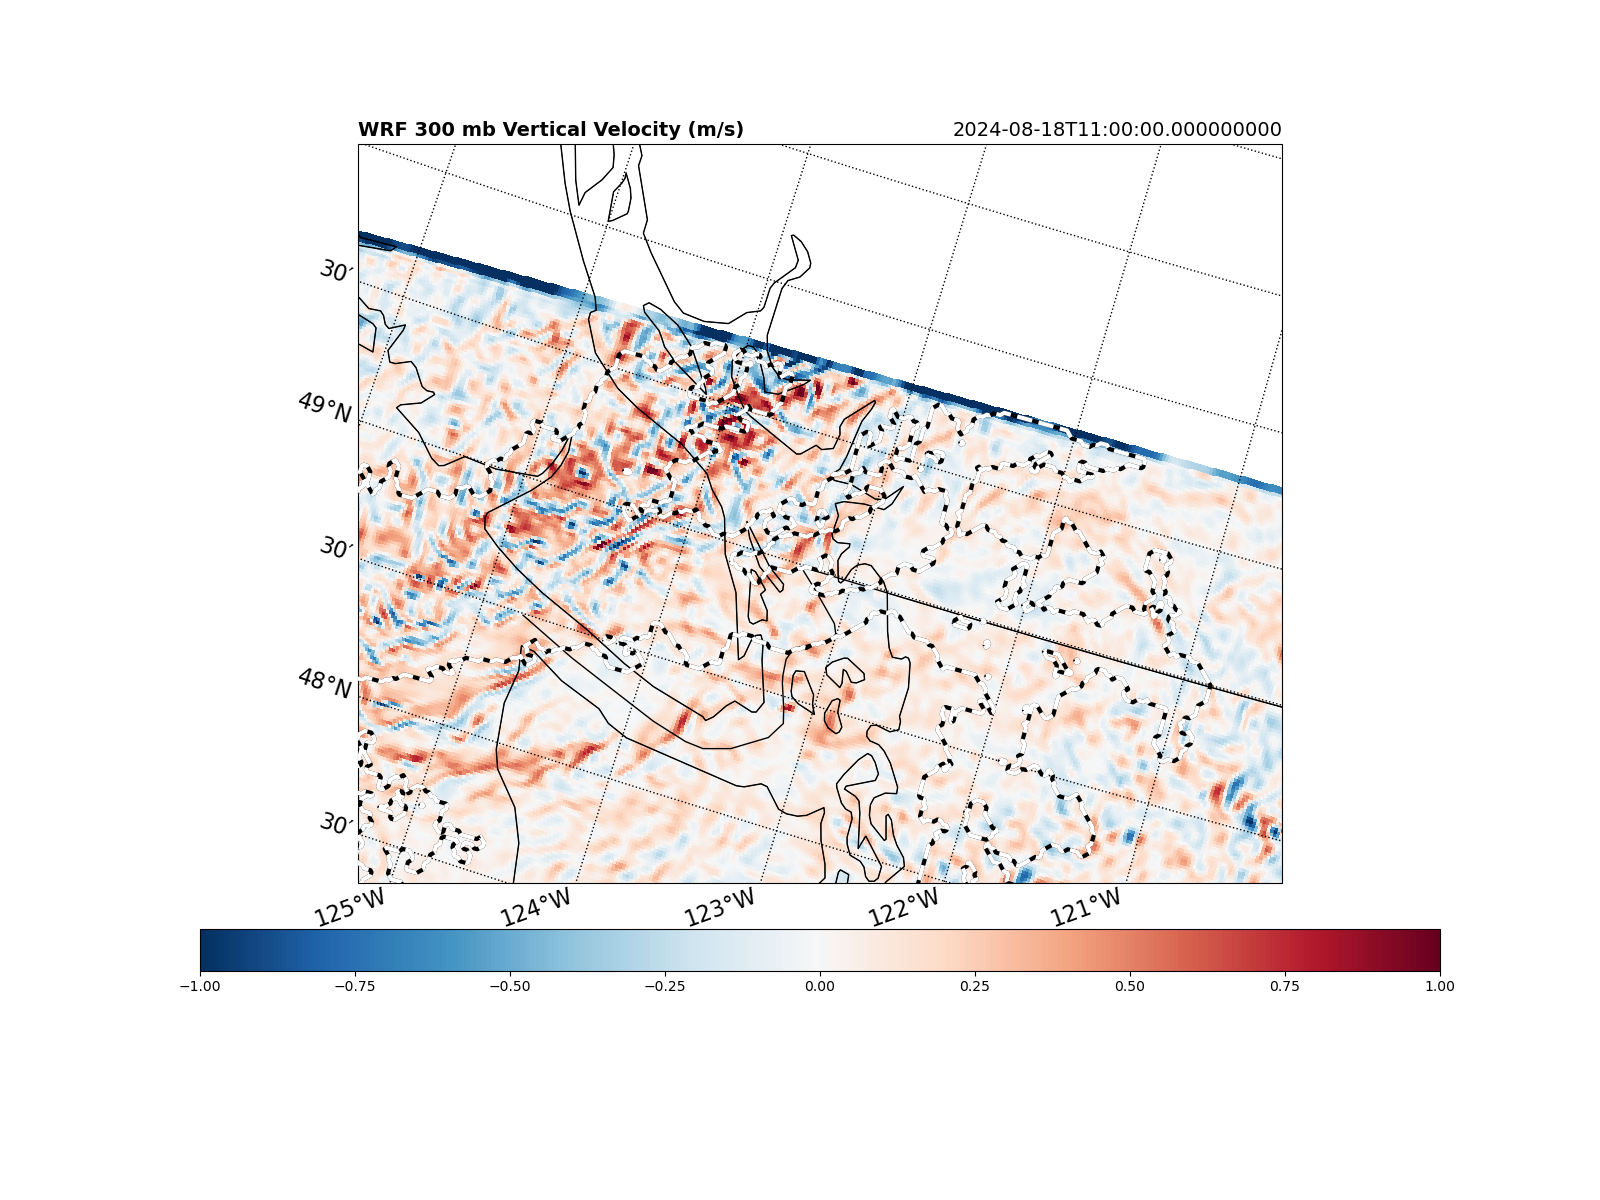 WRF 300 mb Vertical Velocity (m/s) 2024-08-18T11:00:00.000000000
30′
49°N
30′
48°N
30′
125°W 124°W 123°W 122°W 121°W
−1.00 −0.75 −0.50 −0.25 0.00 0.25 0.50 0.75 1.00